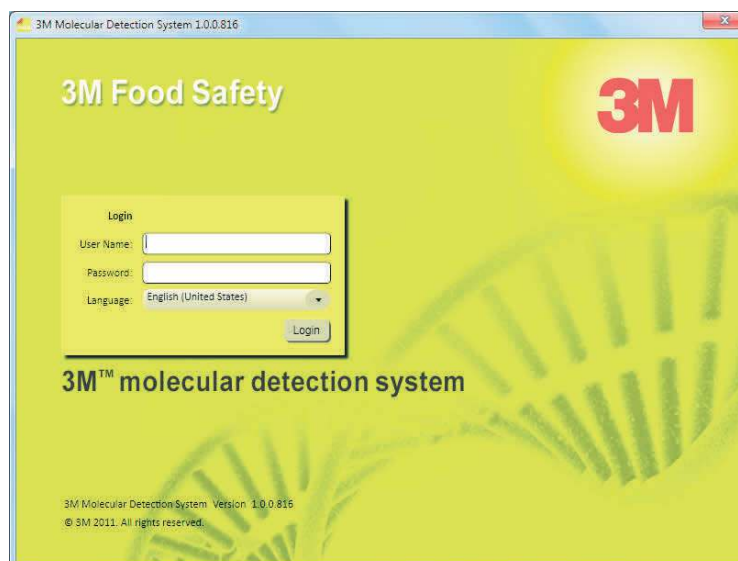 3M Molecular Detection System 1.0.0.816
3M Food Safety
3M
Login
User Name:
Password:
Language: English (United States)
Login
3M™ molecular detection system
3M Molecular Detection System Version 1.0.0.816
© 3M 2011. All rights reserved.